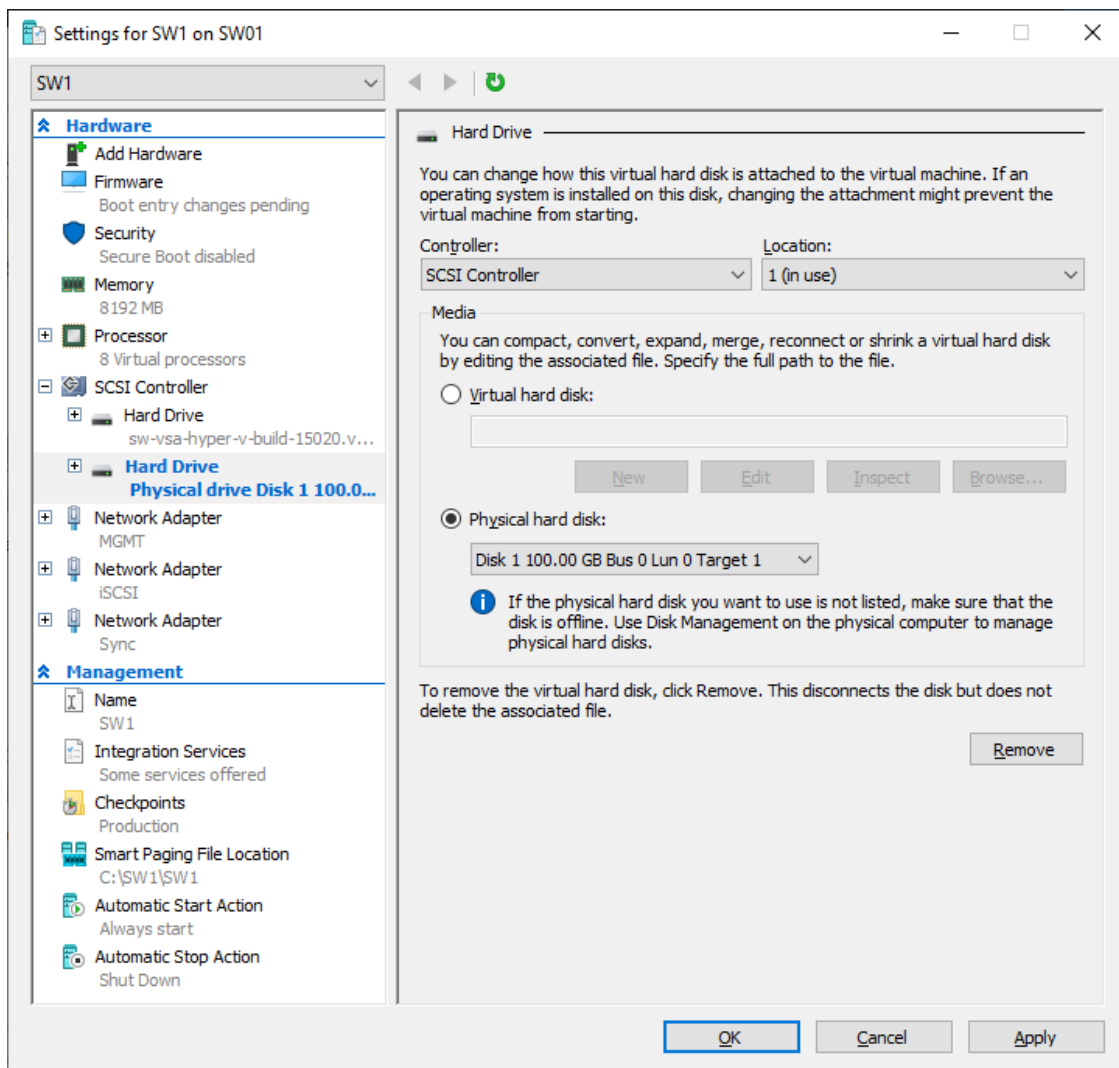 Settings for SW1 on SW01
SW1
Hardware
Add Hardware
Firmware
Boot entry changes pending
Security
Secure Boot disabled
Memory
8192 MB
Processor
8 Virtual processors
SCSI Controller
Hard Drive
sw-vsa-hyper-v-build-15020.v...
Hard Drive
Physical drive Disk 1 100.0...
Network Adapter
MGMT
Network Adapter
iSCSI
Network Adapter
Sync
Management
Name
SW1
Integration Services
Some services offered
Checkpoints
Production
Smart Paging File Location
C:\SW1\SW1
Automatic Start Action
Always start
Automatic Stop Action
Shut Down
Hard Drive
You can change how this virtual hard disk is attached to the virtual machine. If an
operating system is installed on this disk, changing the attachment might prevent the
virtual machine from starting.
Controller:
Location:
SCSI Controller
1 (in use)
Media
You can compact, convert, expand, merge, reconnect or shrink a virtual hard disk
by editing the associated file. Specify the full path to the file.
Virtual hard disk:
New
Edit
Inspect
Browse...
Physical hard disk:
Disk 1 100.00 GB Bus 0 Lun 0 Target 1
If the physical hard disk you want to use is not listed, make sure that the
disk is offline. Use Disk Management on the physical computer to manage
physical hard disks.
To remove the virtual hard disk, click Remove. This disconnects the disk but does not
delete the associated file.
Remove
OK
Cancel
Apply